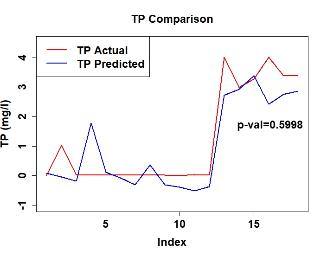 TP Comparison
TP Actual
TP Predicted
TP (mg/l)
4
3
2
1
0
-1
p-val=0.5998
5
10
15
Index